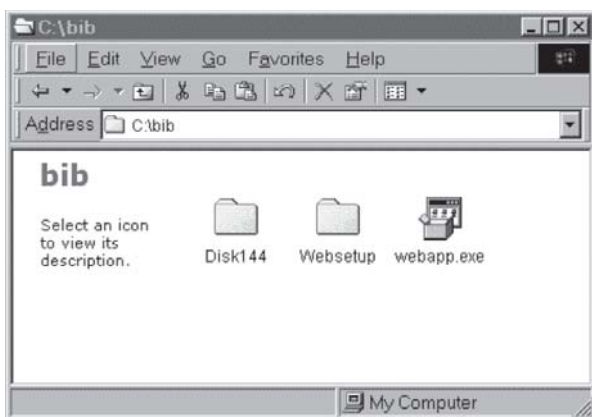 C:\bib
File Edit View Go Favorites Help
Address C:\bib
bib
Select an icon
to view its
description.
Disk144 Websetup webapp.exe
My Computer